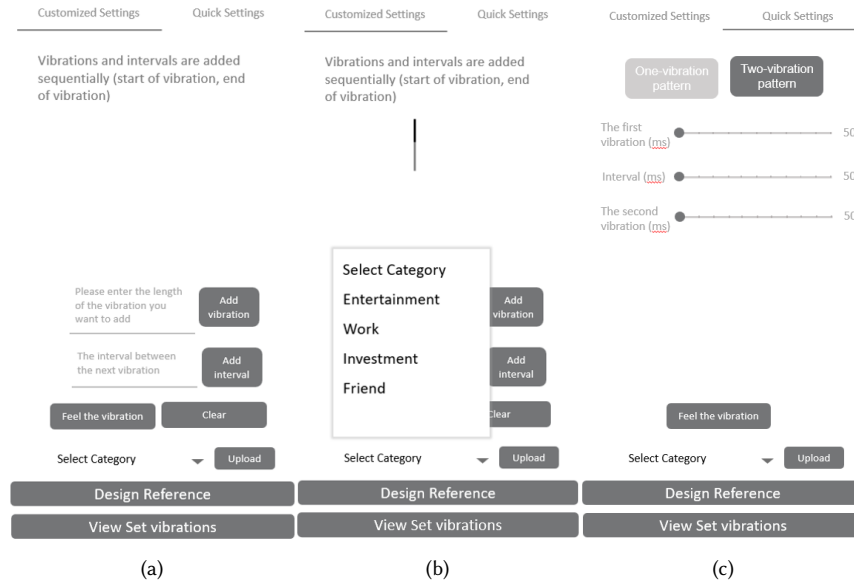 Customized Settings Quick Settings
Vibrations and intervals are added
sequentially (start of vibration, end
of vibration)
Please enter the length
of the vibration you
want to add
Add
vibration
The interval between
the next vibration
Add
interval
Feel the vibration Clear
Select Category Upload
Design Reference
View Set vibrations
(a)
Customized Settings Quick Settings
Vibrations and intervals are added
sequentially (start of vibration, end
of vibration)
Select Category
Entertainment
Work
Investment
Friend
Add
vibration
Add
interval
Clear
Select Category Upload
Design Reference
View Set vibrations
(b)
Customized Settings Quick Settings
One-vibration
pattern
Two-vibration
pattern
The first
vibration (ms) 50
Interval (ms) 50
The second
vibration (ms) 50
Feel the vibration
Select Category Upload
Design Reference
View Set vibrations
(c)